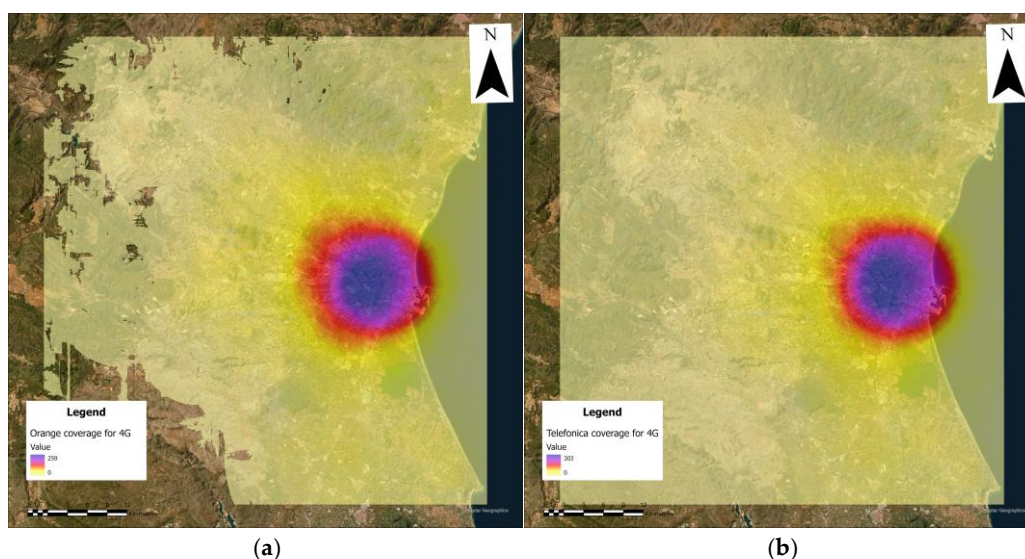 N
Legend
Orange coverage for 4G
Value
259
0
(a)
N
Legend
Telefonica coverage for 4G
Value
303
0
(b)